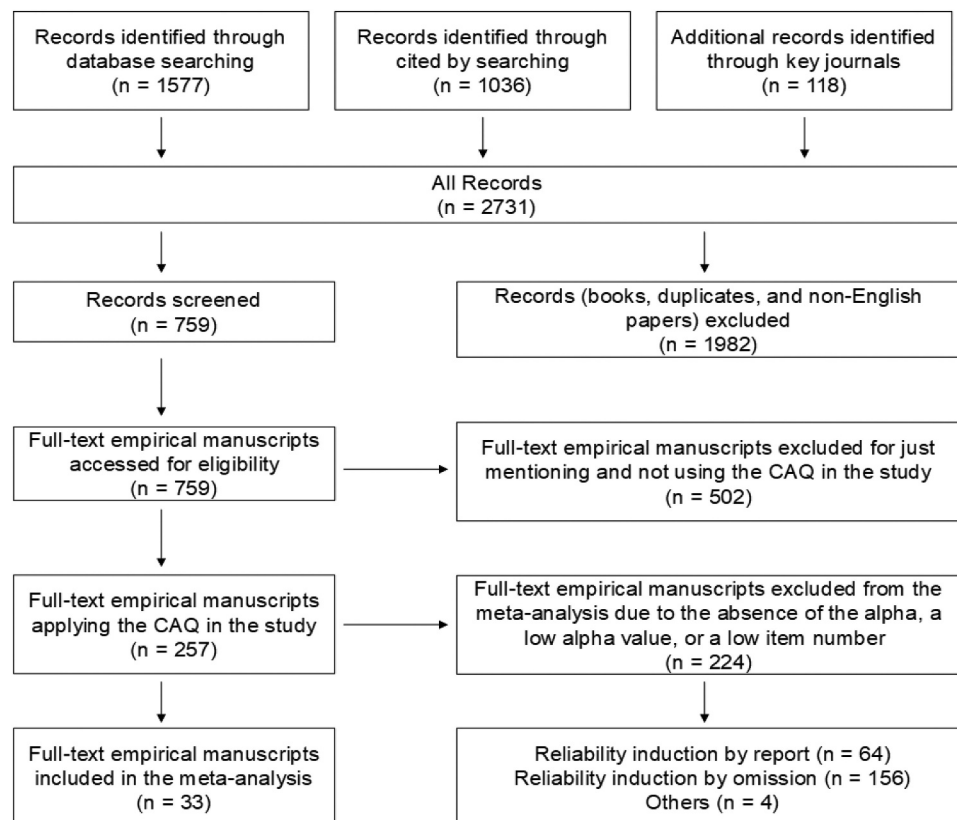 Records identified through
database searching
(n = 1577)
Records identified through
cited by searching
(n = 1036)
Additional records identified
through key journals
(n = 118)
All Records
(n = 2731)
Records screened
(n = 759)
Records (books, duplicates, and non-English
papers) excluded
(n = 1982)
Full-text empirical manuscripts
accessed for eligibility
(n = 759)
Full-text empirical manuscripts excluded for just
mentioning and not using the CAQ in the study
(n = 502)
Full-text empirical manuscripts
applying the CAQ in the study
(n = 257)
Full-text empirical manuscripts excluded from the
meta-analysis due to the absence of the alpha, a
low alpha value, or a low item number
(n = 224)
Full-text empirical manuscripts
included in the meta-analysis
(n = 33)
Reliability induction by report (n = 64)
Reliability induction by omission (n = 156)
Others (n = 4)